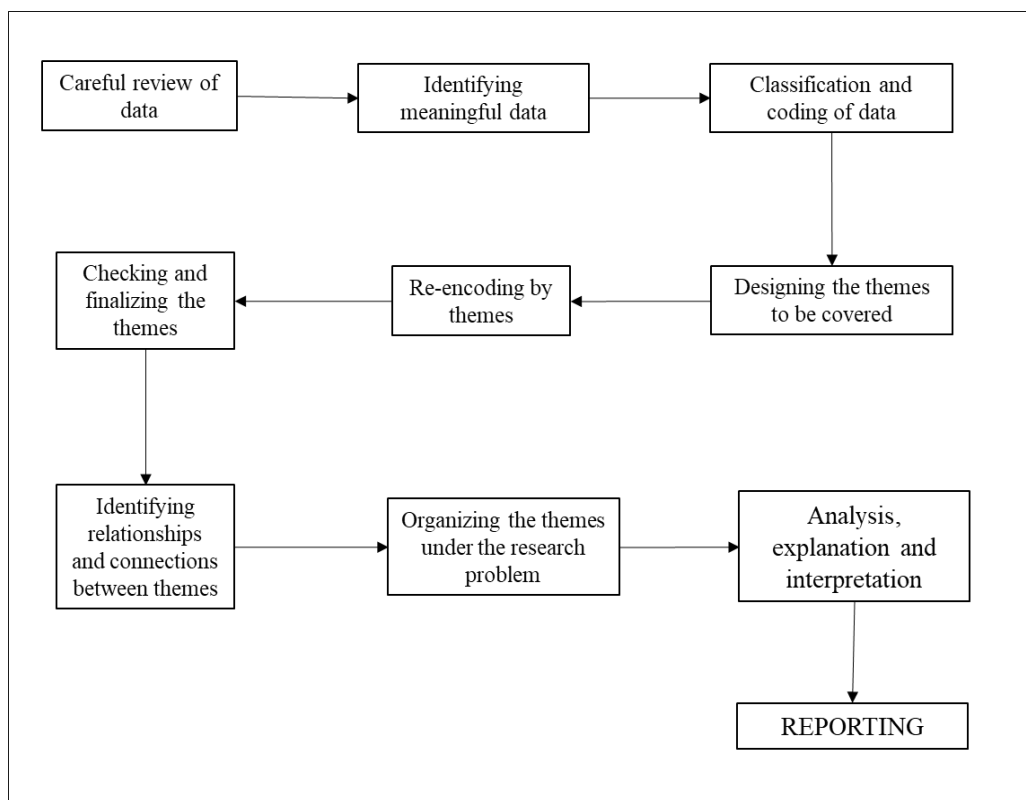 Careful review of
data
Identifying
meaningful data
Classification and
coding of data
Designing the themes
to be covered
Re-encoding by
themes
Checking and
finalizing the
themes
Identifying
relationships
and connections
between themes
Organizing the themes
under the research
problem
Analysis,
explanation and
interpretation
REPORTING